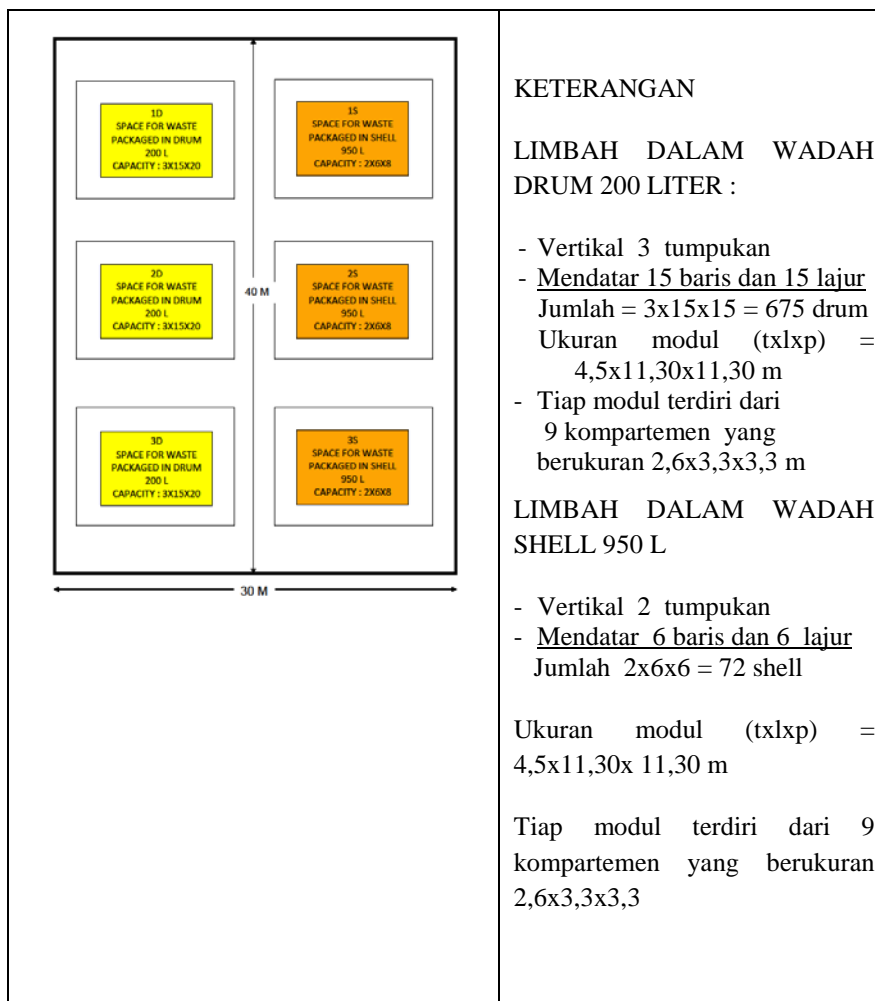 1D
SPACE FOR WASTE
PACKAGED IN DRUM
200 L
CAPACITY : 3X15X20
1S
SPACE FOR WASTE
PACKAGED IN SHELL
950 L
CAPACITY : 2X6X8
2D
SPACE FOR WASTE
PACKAGED IN DRUM
200 L
CAPACITY : 3X15X20
40 M
2S
SPACE FOR WASTE
PACKAGED IN SHELL
950 L
CAPACITY : 2X6X8
3D
SPACE FOR WASTE
PACKAGED IN DRUM
200 L
CAPACITY : 3X15X20
3S
SPACE FOR WASTE
PACKAGED IN SHELL
950 L
CAPACITY : 2X6X8
30 M
KETERANGAN
LIMBAH DALAM WADAH
DRUM 200 LITER :
- Vertikal 3 tumpukan
- Mendatar 15 baris dan 15 lajur
Jumlah = 3x15x15 = 675 drum
Ukuran modul (txlxp) =
4,5x11,30x11,30 m
- Tiap modul terdiri dari
9 kompartemen yang
berukuran 2,6x3,3x3,3 m
LIMBAH DALAM WADAH
SHELL 950 L
- Vertikal 2 tumpukan
- Mendatar 6 baris dan 6 lajur
Jumlah 2x6x6 = 72 shell
Ukuran modul (txlxp) =
4,5x11,30x 11,30 m
Tiap modul terdiri dari 9
kompartemen yang berukuran
2,6x3,3x3,3